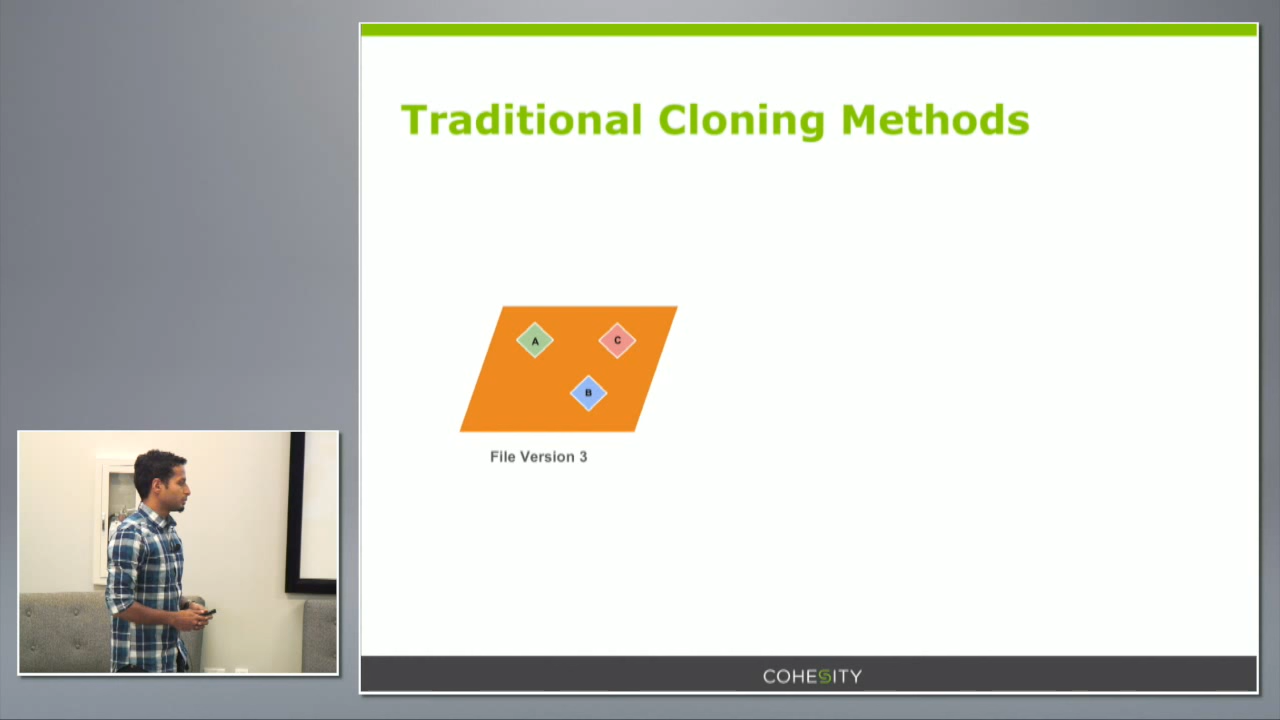 Traditional Cloning Methods
A
C
B
File Version 3
COHESITY